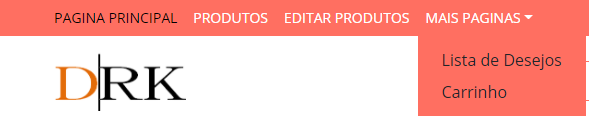 PAGINA PRINCIPAL PRODUTOS EDITAR PRODUTOS MAIS PAGINAS
Lista de Desejos
DRK
Carrinho